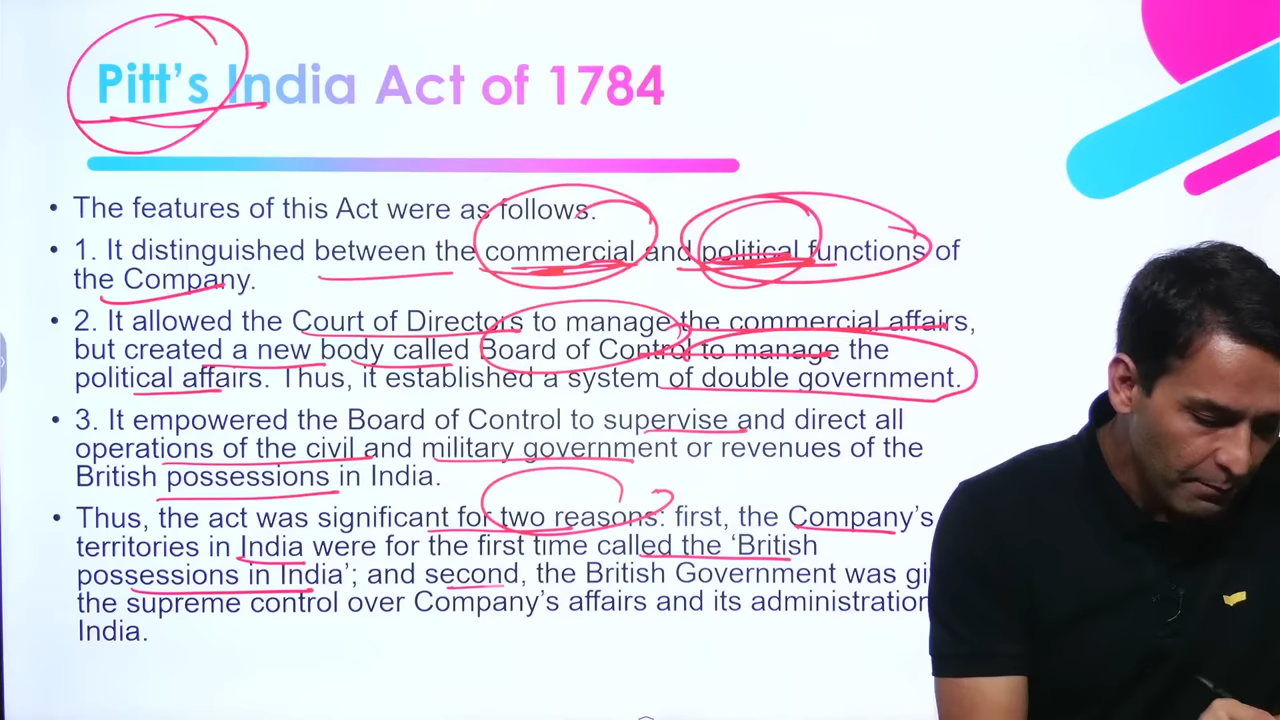 Pitt's India Act of 1784
• The features of this Act were as follows.
• 1. It distinguished between the commercial and political functions of
the Company.
• 2. It allowed the Court of Directors to manage the commercial affairs,
but created a new body called Board of Control to manage the
political affairs. Thus, it established a system of double government.
• 3. It empowered the Board of Control to supervise and direct all
operations of the civil and military government or revenues of the
British possessions in India.
• Thus, the act was significant for two reasons: first, the Company's
territories in India were for the first time called the 'British
possessions in India'; and second, the British Government was gi
the supreme control over Company's affairs and its administration
India.